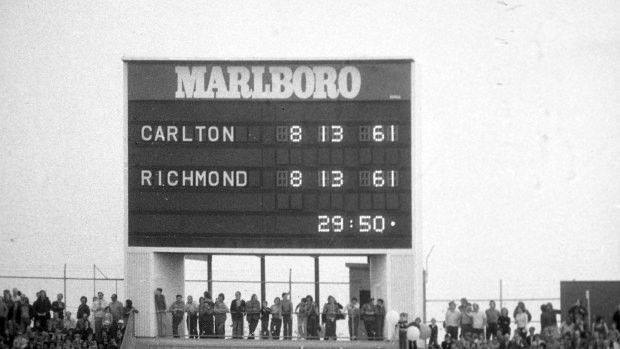 MARLBORO
CARLTON 8 13 61
RICHMOND 8 13 61
29:50